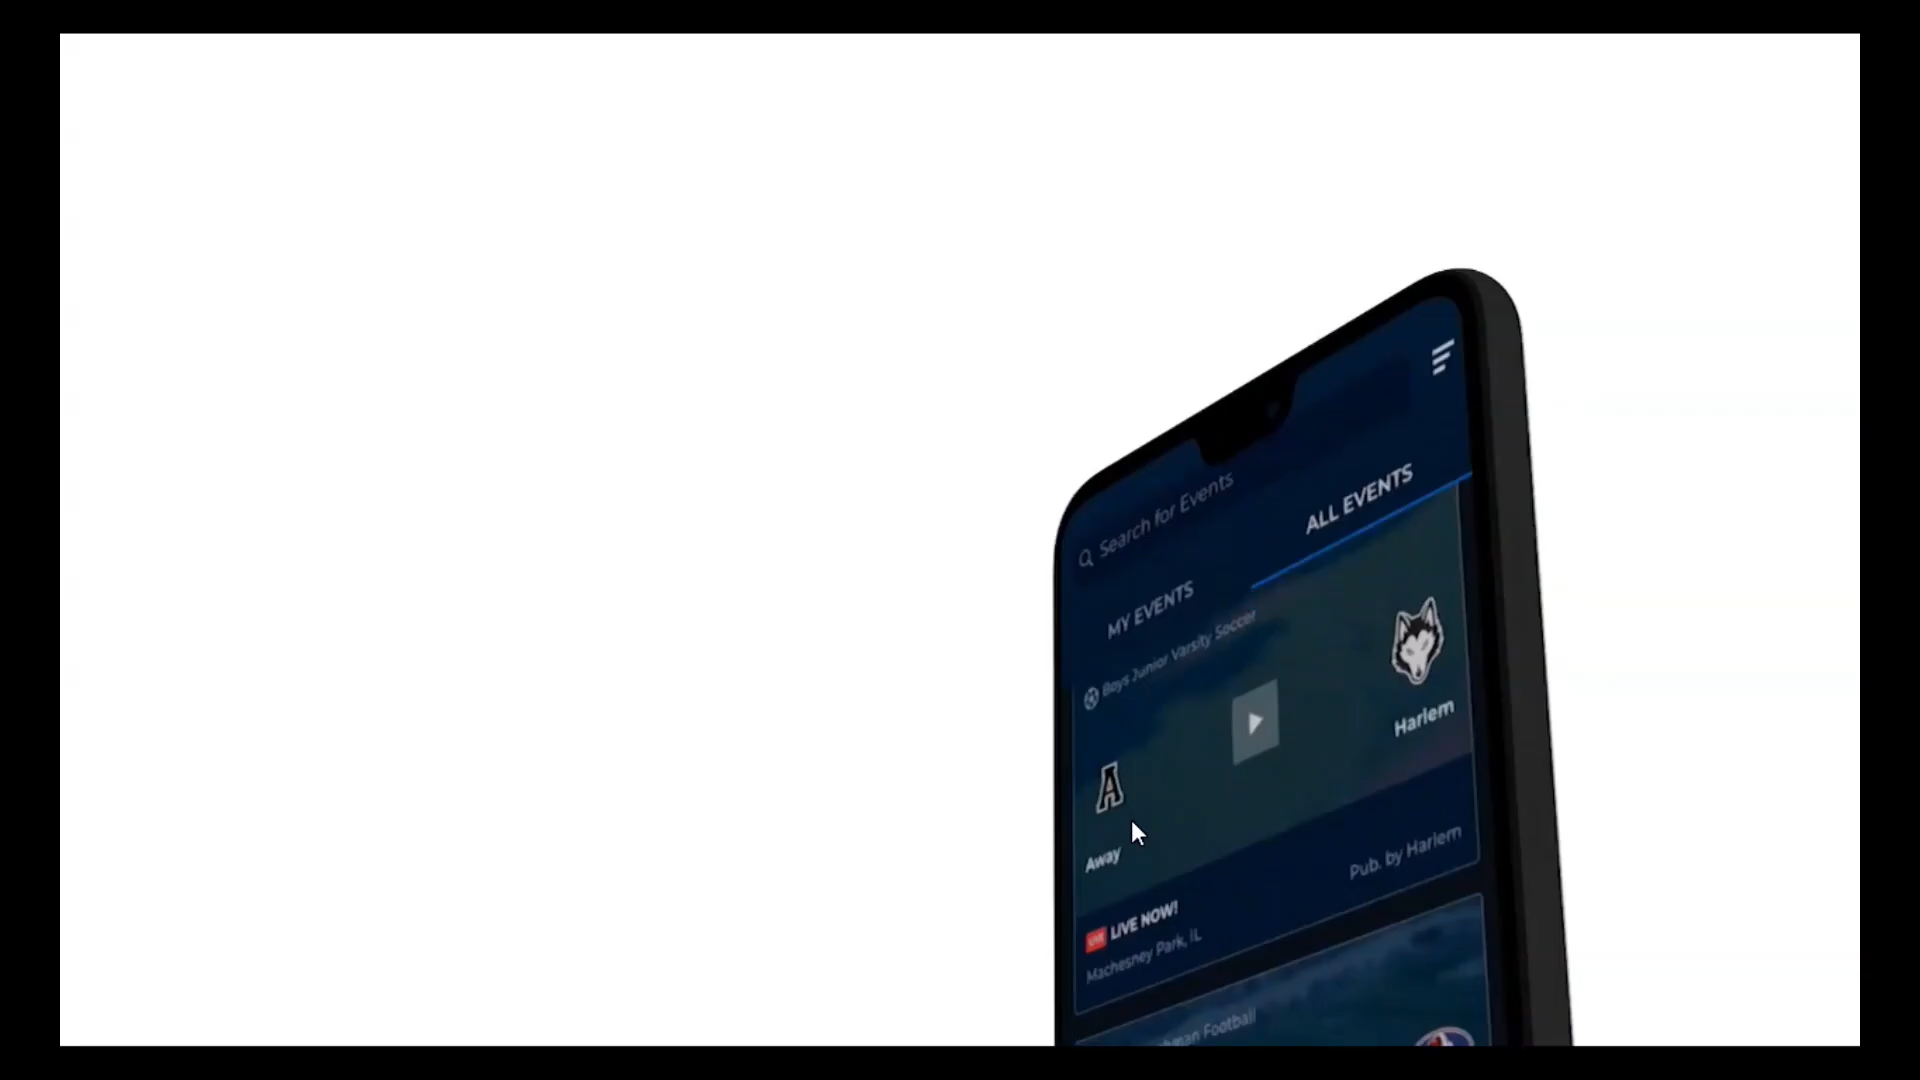 Search for Events
MY EVENTS
ALL EVENTS
Boys Junior Varsity Soccer
A
Away
Harlem
LIVE LIVE NOW!
Machesney Park, IL
Pub. by Harlem
Football